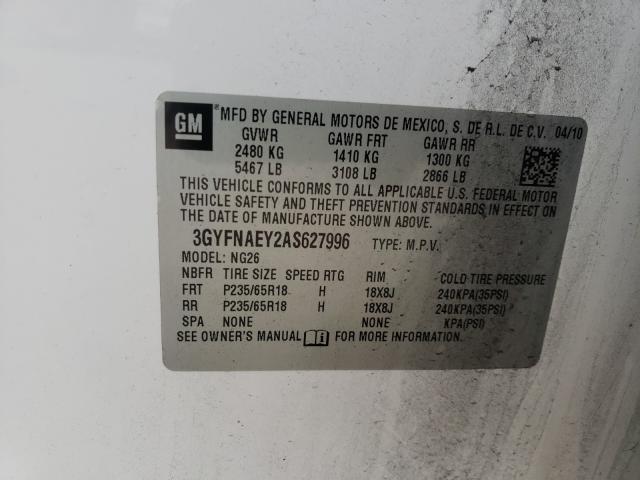 GM MFD BY GENERAL MOTORS DE MEXICO, S. DE R.L. DE C.V. 04/10
GVWR GAWR FRT GAWR RR
2480 KG 1410 KG 1300 KG
5467 LB 3108 LB 2866 LB
THIS VEHICLE CONFORMS TO ALL APPLICABLE U.S. FEDERAL MOTOR
VEHICLE SAFETY AND THEFT PREVENTION STANDARDS IN EFFECT ON
THE DATE OF MANUFACTURE SHOWN ABOVE.
3GYFNAEY2AS627996 TYPE: M.P.V.
MODEL: NG26
NBFR TIRE SIZE SPEED RTG RIM COLD TIRE PRESSURE
FRT P235/65R18 H 18X8J 240KPA(35PSI)
RR P235/65R18 H 18X8J 240KPA(35PSI)
SPA NONE NONE KPA(PSI)
SEE OWNER'S MANUAL i FOR MORE INFORMATION.